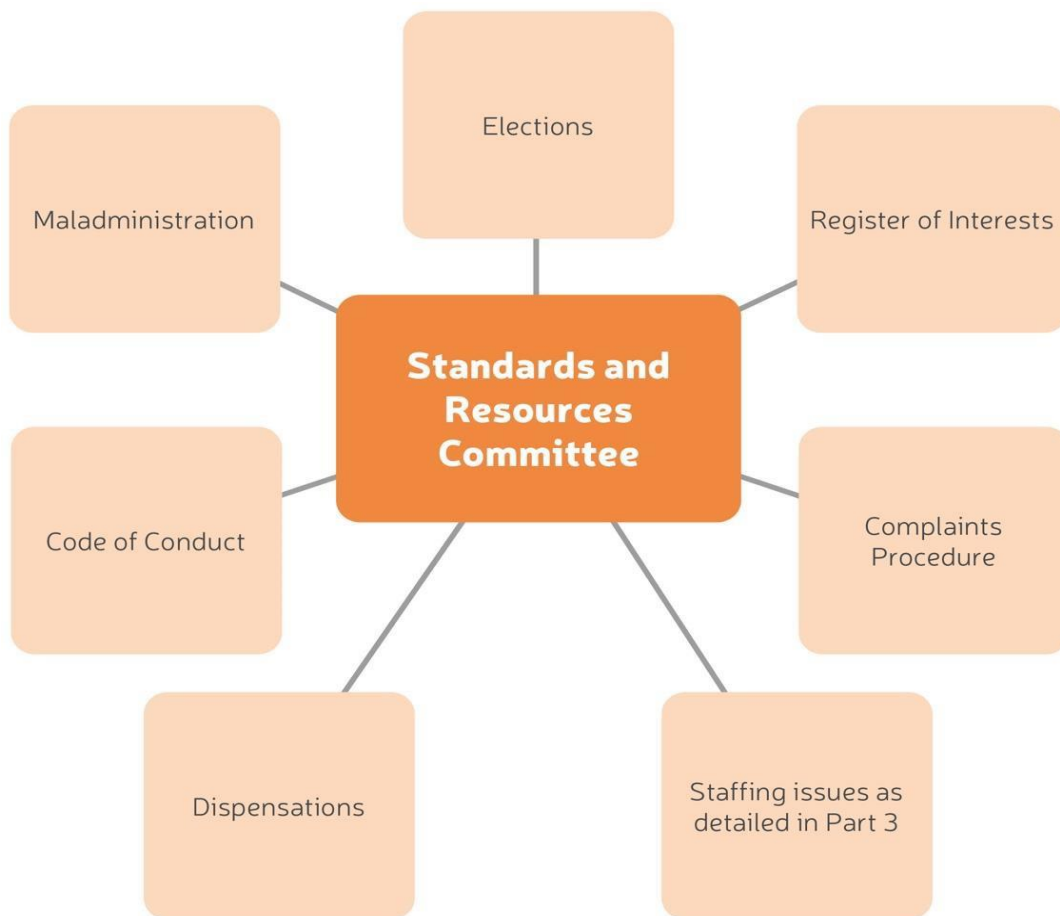 Elections
Maladministration
Register of Interests
Standards and
Resources
Committee
Code of Conduct
Complaints
Procedure
Dispensations
Staffing issues as
detailed in Part 3